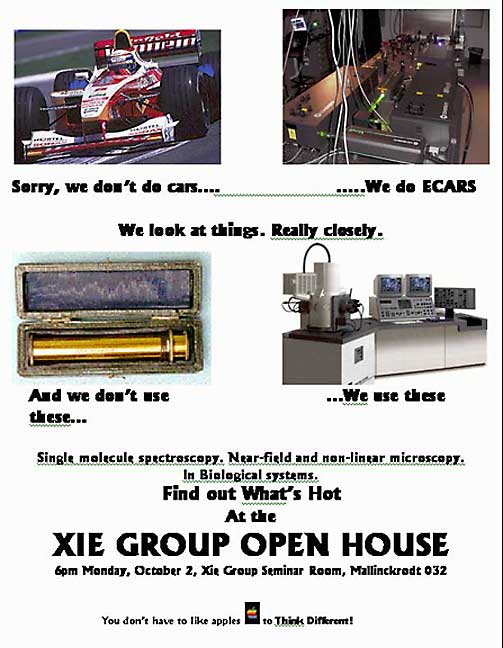 Sorry, we don't do cars.... .....We do ECARS
We look at things. Really closely.
And we don't use
these...
...We use these
Single molecule spectroscopy. Near-field and non-linear microscopy.
In Biological systems.
Find out What's Hot
At the
XIE GROUP OPEN HOUSE
6pm Monday, October 2, Xie Group Seminar Room, Mallinckrodt 032
You don't have to like apples to Think Different!